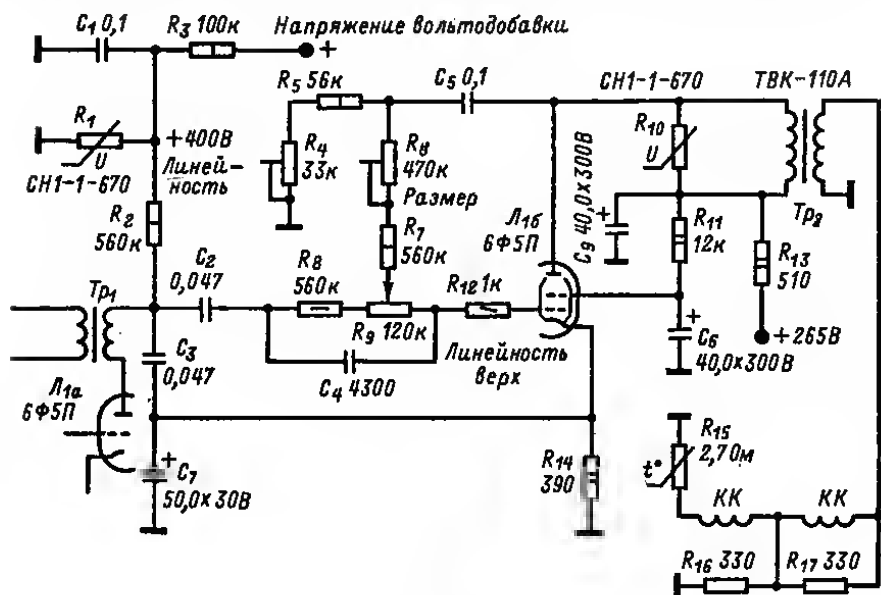 C₁ 0,1
R₃ 100к
Напряжение вольтодобавки
+
R₅ 56к
C₅ 0,1
СН1-1-670
ТВК-110А
R₁
U
СН1-1-670
+400В
Линей-
ность
R₄
33к
R₆
470к
Размер
R₁₀
U
R₂
560к
R₇
560к
Л₁б
6Ф5П
+
C₉ 40,0×300В
R₁₁
12к
Тр₂
R₁₃
510
+265В
C₂
0,047
R₈
560к
R₁₂ 1к
Тр₁
R₉ 120к
Линейность
верх
+
C₆
40,0×300В
C₃
0,047
C₄ 4300
Л₁а
6Ф5П
+
C₇
50,0×30В
R₁₄
390
R₁₅
2,7Ом
t°
КК
КК
R₁₆ 330
R₁₇ 330